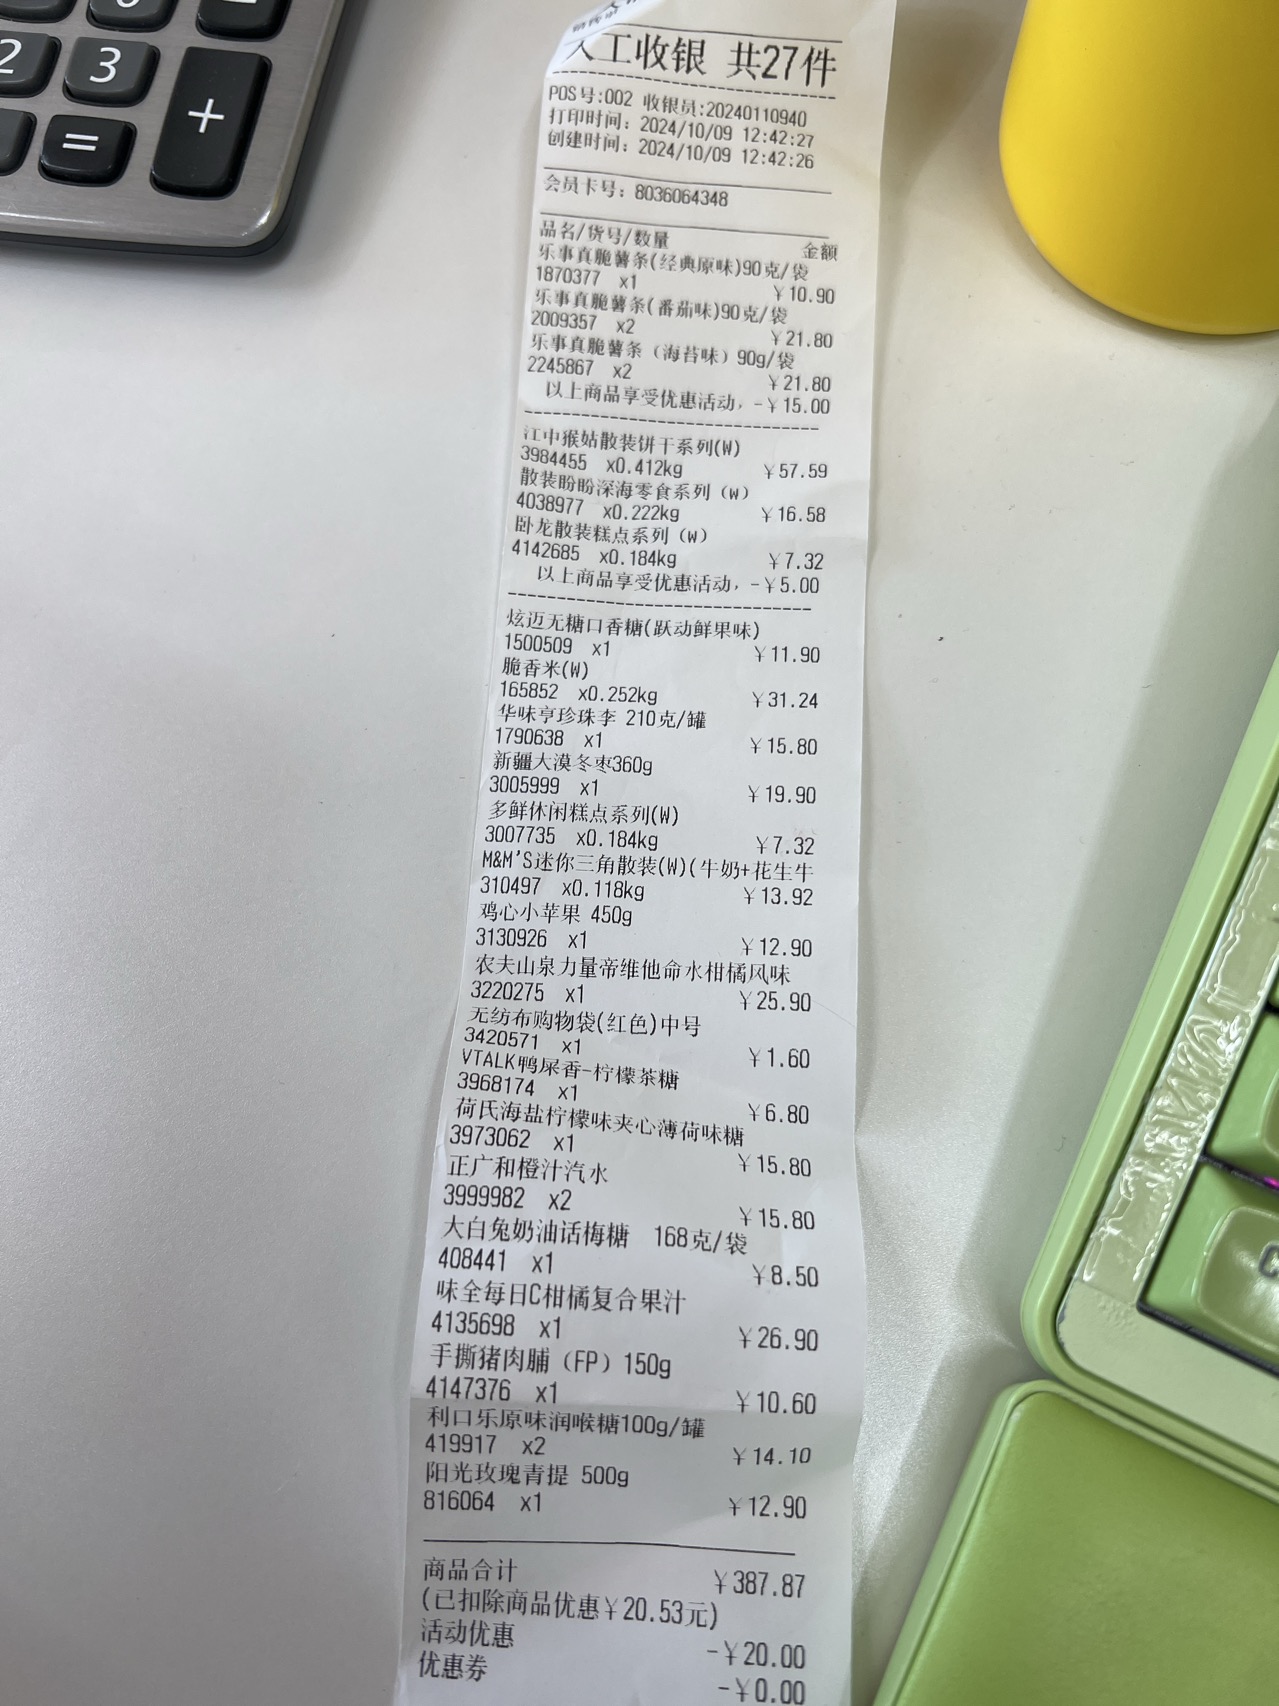 2
3
+
=
人工收银 共27件
POS号:002 收银员:20240110940
打印时间：2024/10/09 12:42:27
创建时间：2024/10/09 12:42:26
会员卡号：8036064348
品名/货号/数量 金额
乐事真脆薯条(经典原味)90克/袋
1870377 x1 ￥10.90
乐事真脆薯条(番茄味)90克/袋
2009357 x2 ￥21.80
乐事真脆薯条（海苔味）90g/袋
2245867 x2 ￥21.80
以上商品享受优惠活动，-￥15.00
江中猴姑散装饼干系列(W)
3984455 x0.412kg ￥57.59
散装盼盼深海零食系列（W）
4038977 x0.222kg ￥16.58
卧龙散装糕点系列（W）
4142685 x0.184kg ￥7.32
以上商品享受优惠活动，-￥5.00
炫迈无糖口香糖(跃动鲜果味)
1500509 x1 ￥11.90
脆香米(W)
165852 x0.252kg ￥31.24
华味亨珍珠李 210克/罐
1790638 x1 ￥15.80
新疆大漠冬枣360g
3005999 x1 ￥19.90
多鲜休闲糕点系列(W)
3007735 x0.184kg ￥7.32
M&M'S迷你三角散装(W)(牛奶+花生牛
310497 x0.118kg ￥13.92
鸡心小苹果 450g
3130926 x1 ￥12.90
农夫山泉力量帝维他命水柑橘风味
3220275 x1 ￥25.90
无纺布购物袋(红色)中号
3420571 x1 ￥1.60
VTALK鸭屎香-柠檬茶糖
3968174 x1 ￥6.80
荷氏海盐柠檬味夹心薄荷味糖
3973062 x1 ￥15.80
正广和橙汁汽水
3999982 x2 ￥15.80
大白兔奶油话梅糖 168克/袋
408441 x1 ￥8.50
味全每日C柑橘复合果汁
4135698 x1 ￥26.90
手撕猪肉脯（FP）150g
4147376 x1 ￥10.60
利口乐原味润喉糖100g/罐
419917 x2 ￥14.10
阳光玫瑰青提 500g
816064 x1 ￥12.90
商品合计 ￥387.87
(已扣除商品优惠￥20.53元)
活动优惠 -￥20.00
优惠券 -￥0.00